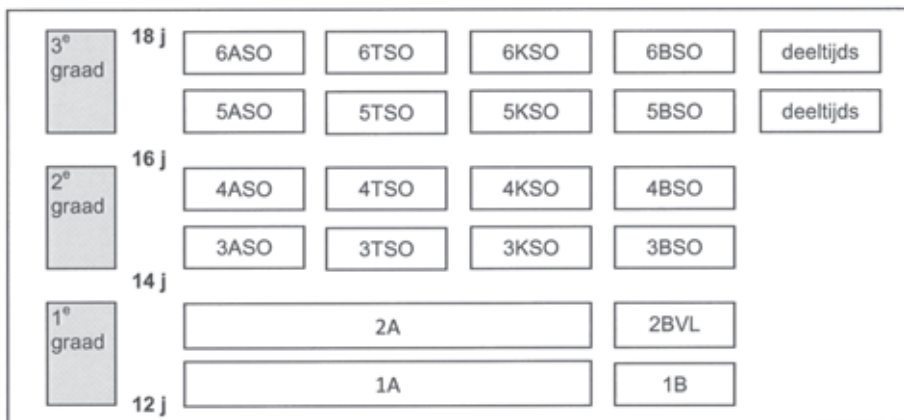 3e graad
18 j
6ASO
6TSO
6KSO
6BSO
deeltijds
5ASO
5TSO
5KSO
5BSO
deeltijds
16 j
2e graad
4ASO
4TSO
4KSO
4BSO
3ASO
3TSO
3KSO
3BSO
14 j
1e graad
2A
2BVL
1A
1B
12 j